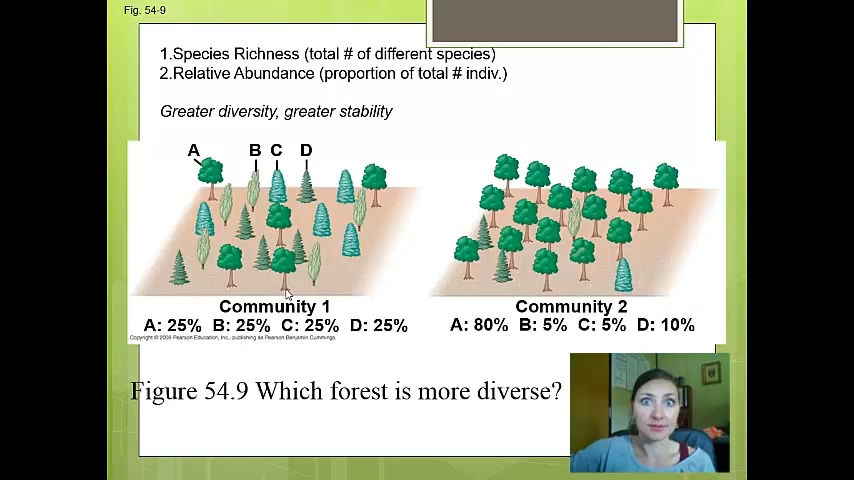 Fig. 54-9
1.Species Richness (total # of different species)
2.Relative Abundance (proportion of total # indiv.)
Greater diversity, greater stability
A B C D
Community 1
A: 25% B: 25% C: 25% D: 25%
Community 2
A: 80% B: 5% C: 5% D: 10%
Copyright © 2008 Pearson Education, Inc., publishing as Pearson Benjamin Cummings.
Figure 54.9 Which forest is more diverse?